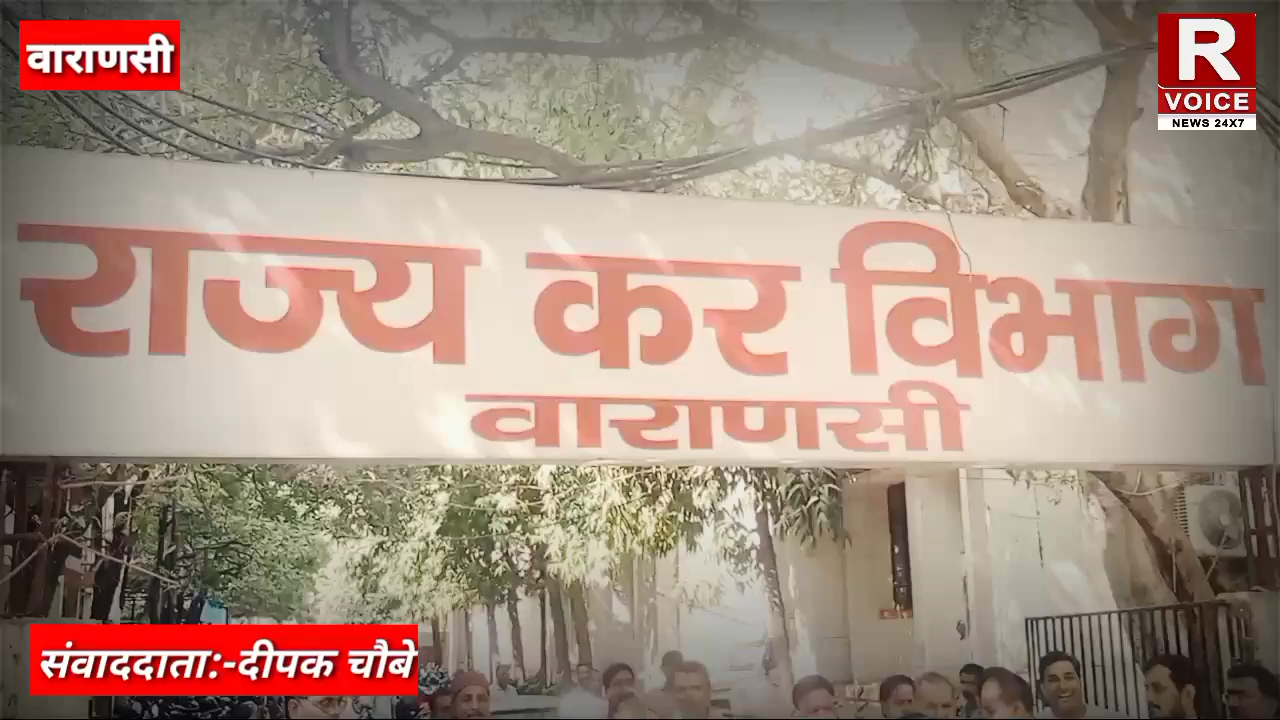 वाराणसी
R
VOICE
NEWS 24X7
राज्य कर विभाग
वाराणसी
संवाददाता:-दीपक चौबे